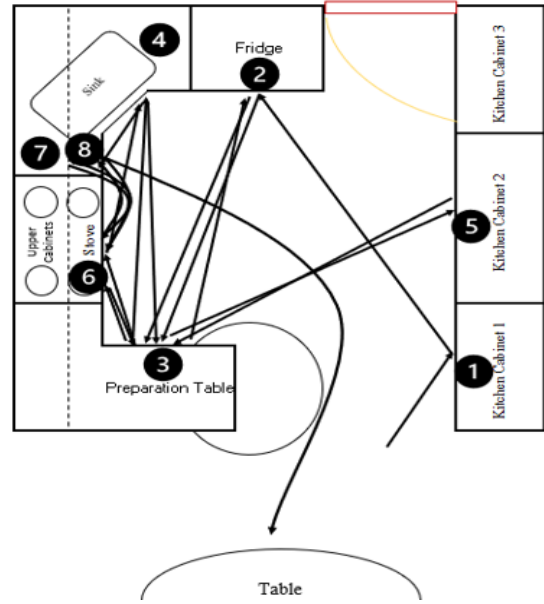 4
Fridge
2
Sink
Kitchen Cabinet 3
7
8
Upper
Cabinets
Stove
6
5
Kitchen Cabinet 2
3
Preparation Table
1
Kitchen Cabinet 1
Table